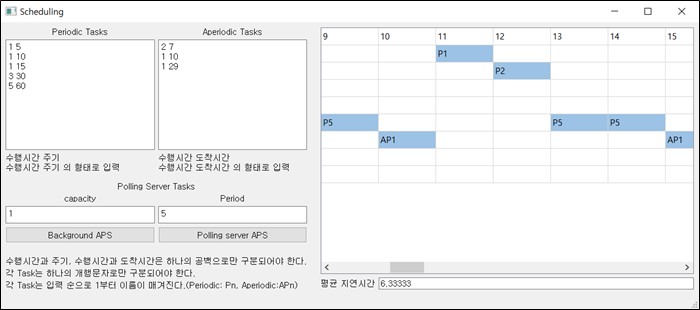 Scheduling
Periodic Tasks
1 5
1 10
1 15
3 30
5 60
수행시간 주기
수행시간 주기 의 형태로 입력
Aperiodic Tasks
2 7
1 10
1 29
수행시간 도착시간
수행시간 도착시간 의 형태로 입력
Polling Server Tasks
capacity
Period
1
5
Background APS
Polling server APS
수행시간과 주기, 수행시간과 도착시간은 하나의 공백으로만 구분되어야 한다.
각 Task는 하나의 개행문자로만 구분되어야 한다.
각 Task는 입력 순으로 1부터 이름이 매겨진다.(Periodic: Pn, Aperiodic:APn)
9 10 11 12 13 14 15
P1
P2
P5 P5 P5
AP1 AP1
평균 지연시간 6.33333